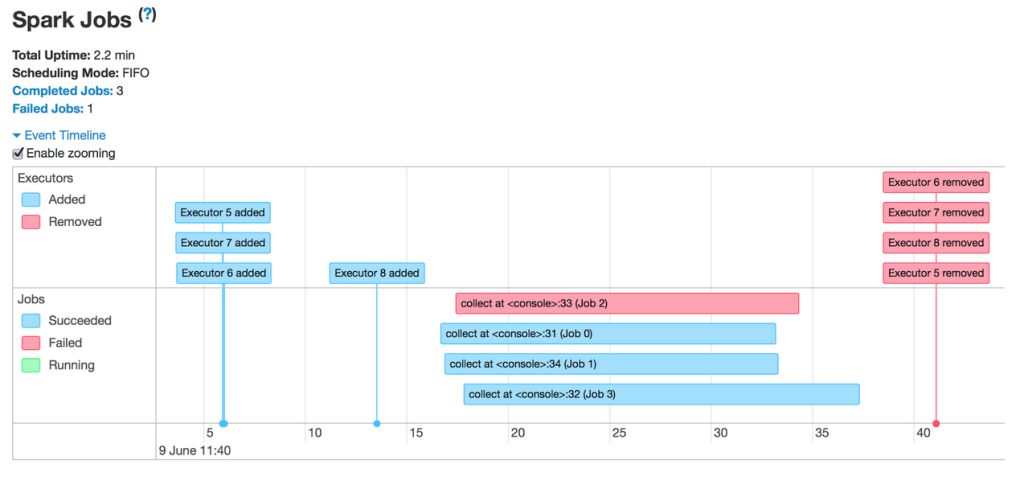 Spark Jobs (?)
Total Uptime: 2.2 min
Scheduling Mode: FIFO
Completed Jobs: 3
Failed Jobs: 1
Event Timeline
Enable zooming
Executors
Added
Removed
Executor 5 added
Executor 7 added
Executor 6 added
Executor 8 added
Executor 6 removed
Executor 7 removed
Executor 8 removed
Executor 5 removed
Jobs
Succeeded
Failed
Running
collect at <console>:33 (Job 2)
collect at <console>:31 (Job 0)
collect at <console>:34 (Job 1)
collect at <console>:32 (Job 3)
5 10 15 20 25 30 35 40
9 June 11:40